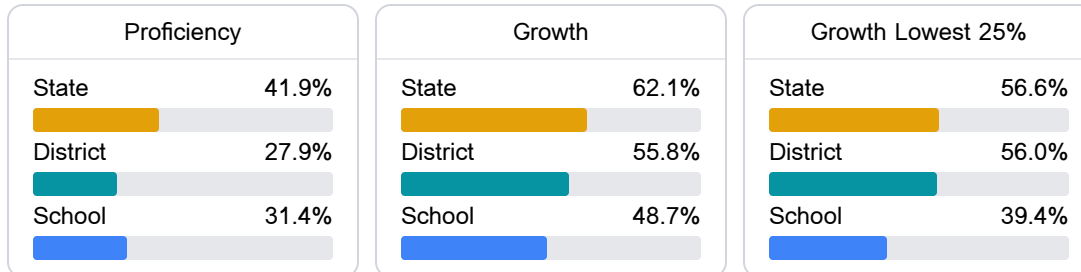 Proficiency
State 41.9%
District 27.9%
School 31.4%
Growth
State 62.1%
District 55.8%
School 48.7%
Growth Lowest 25%
State 56.6%
District 56.0%
School 39.4%